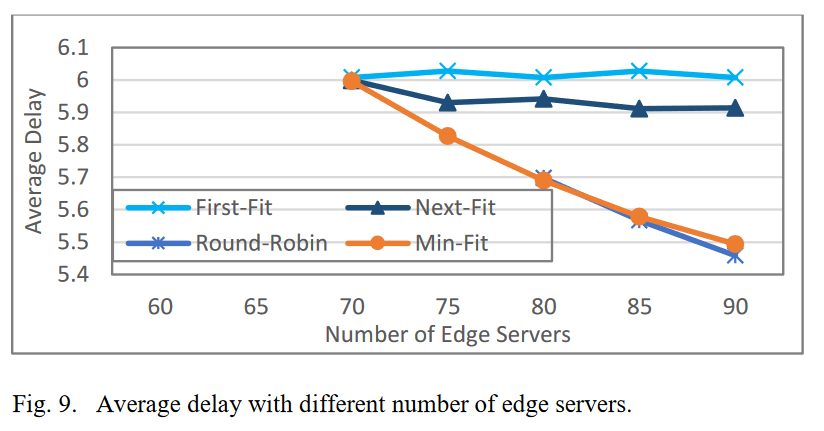 6.1
6
5.9
5.8
5.7
5.6
5.5
5.4
Average Delay
First-Fit
Next-Fit
Round-Robin
Min-Fit
60 65 70 75 80 85 90
Number of Edge Servers
Fig. 9. Average delay with different number of edge servers.